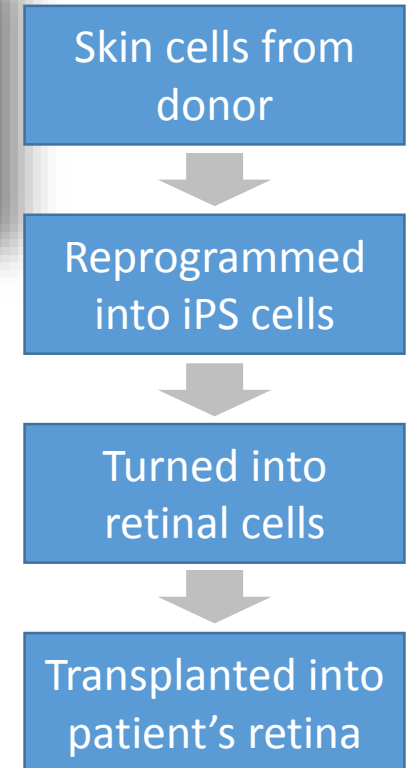 Skin cells from
donor
Reprogrammed
into iPS cells
Turned into
retinal cells
Transplanted into
patient’s retina